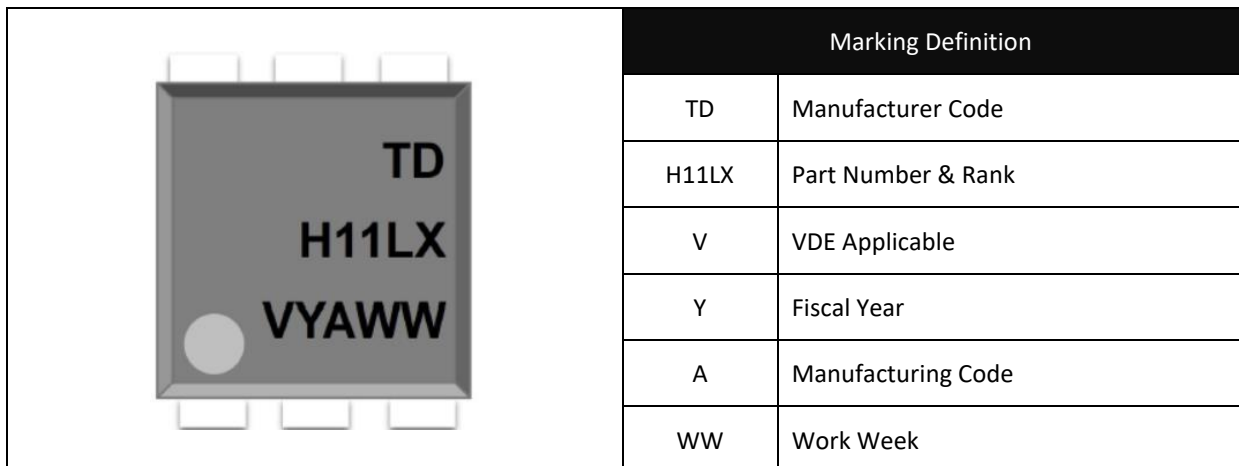 TD
H11LX
VYAWW
Marking Definition
TD Manufacturer Code
H11LX Part Number & Rank
V VDE Applicable
Y Fiscal Year
A Manufacturing Code
WW Work Week